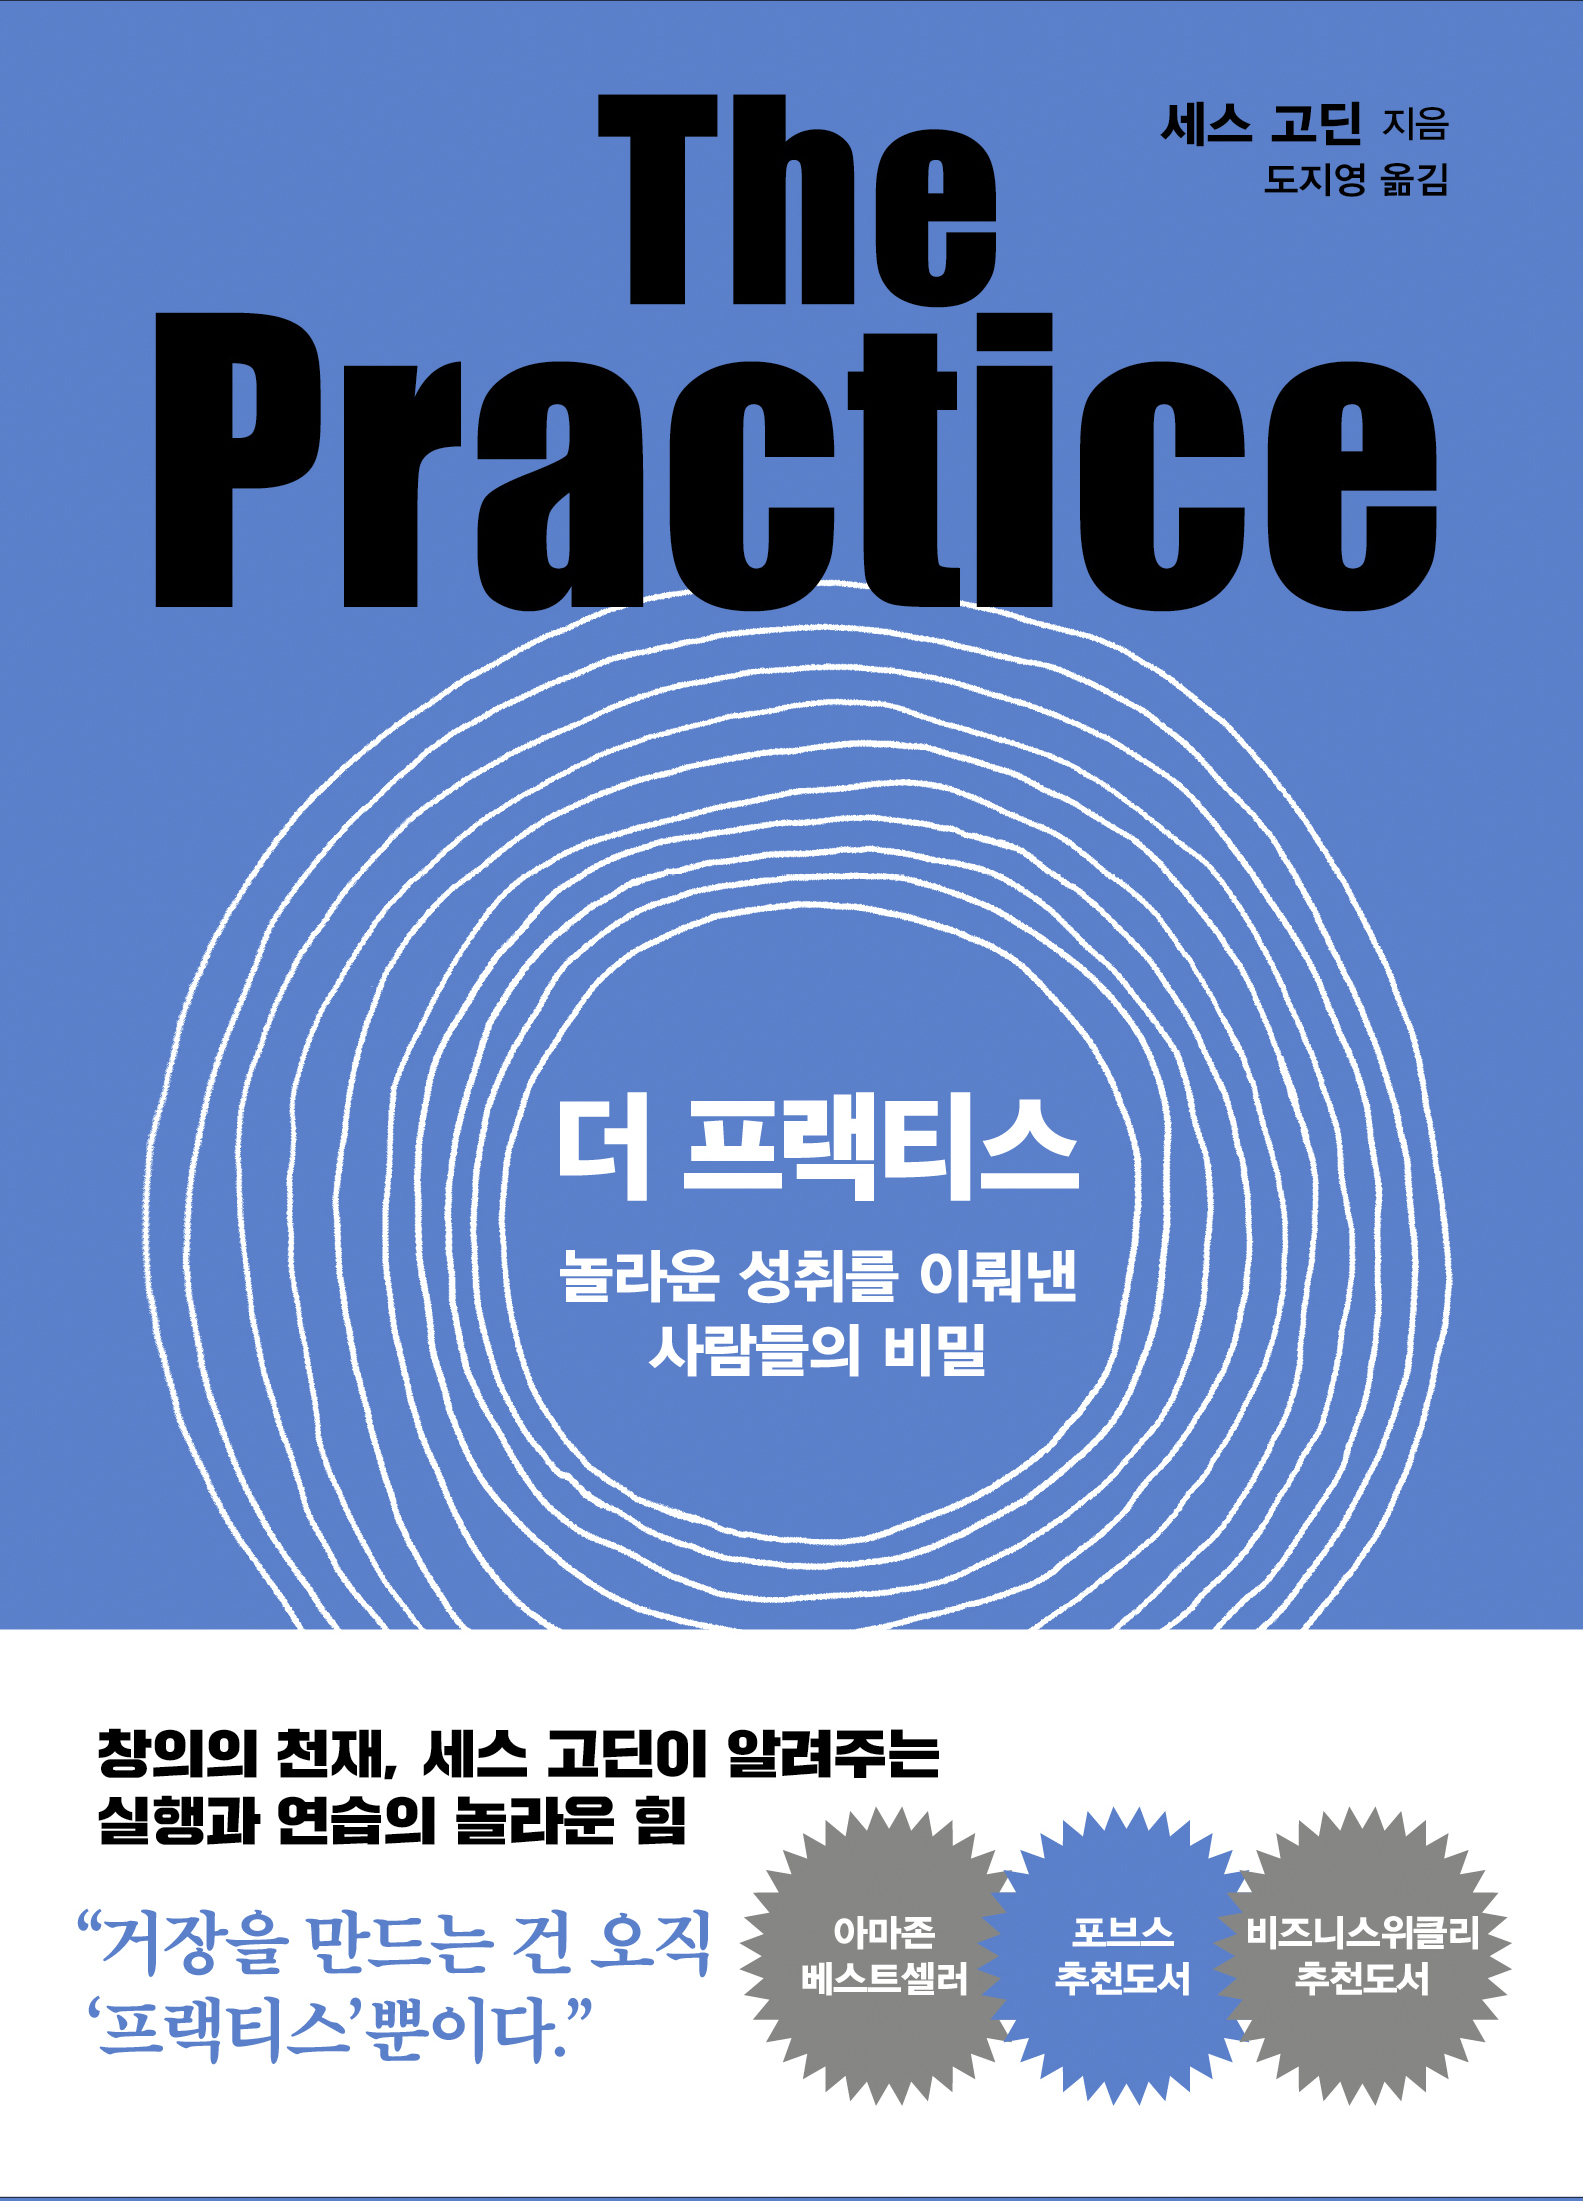 The
Practice
세스 고딘 지음
도지영 옮김
더 프랙티스
놀라운 성취를 이뤄낸
사람들의 비밀
창의의 천재, 세스 고딘이 알려주는
실행과 연습의 놀라운 힘
“거장을 만드는 건 오직
‘프랙티스’뿐이다.”
아마존
베스트셀러
포브스
추천도서
비즈니스위클리
추천도서